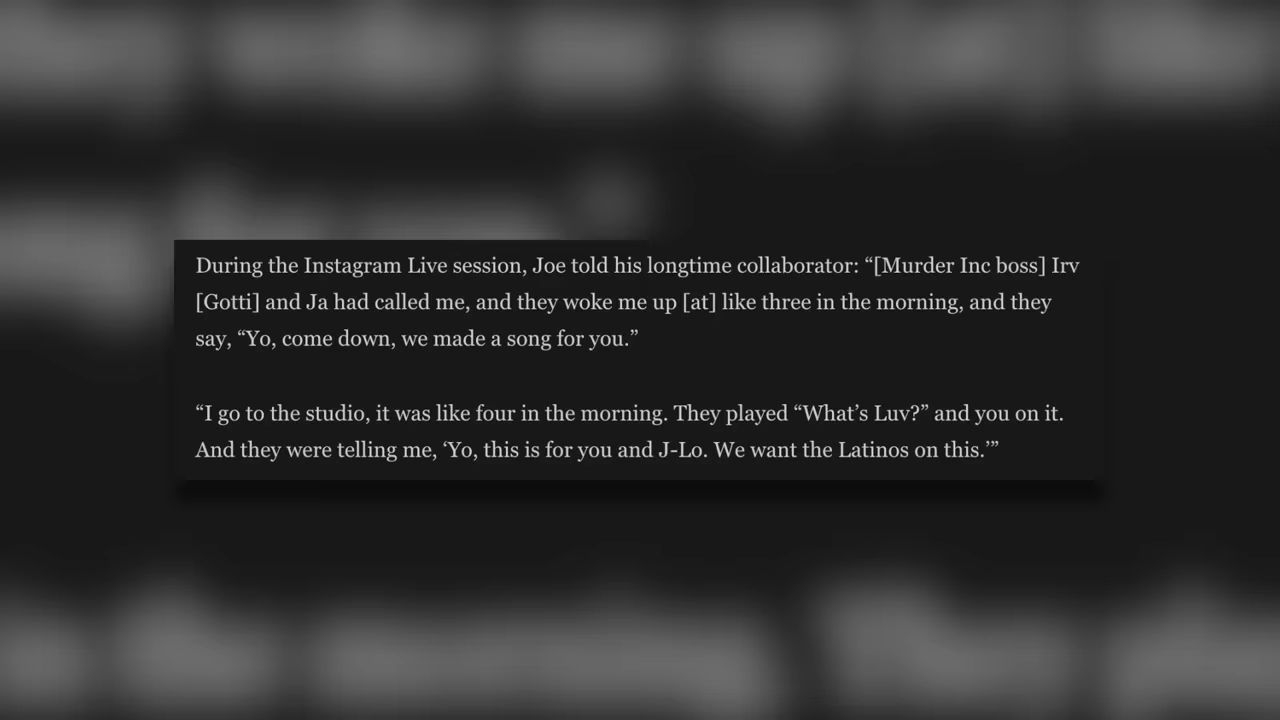 During the Instagram Live session, Joe told his longtime collaborator: “[Murder Inc boss] Irv
[Gotti] and Ja had called me, and they woke me up [at] like three in the morning, and they
say, “Yo, come down, we made a song for you.”
“I go to the studio, it was like four in the morning. They played “What’s Luv?” and you on it.
And they were telling me, ‘Yo, this is for you and J-Lo. We want the Latinos on this.’”